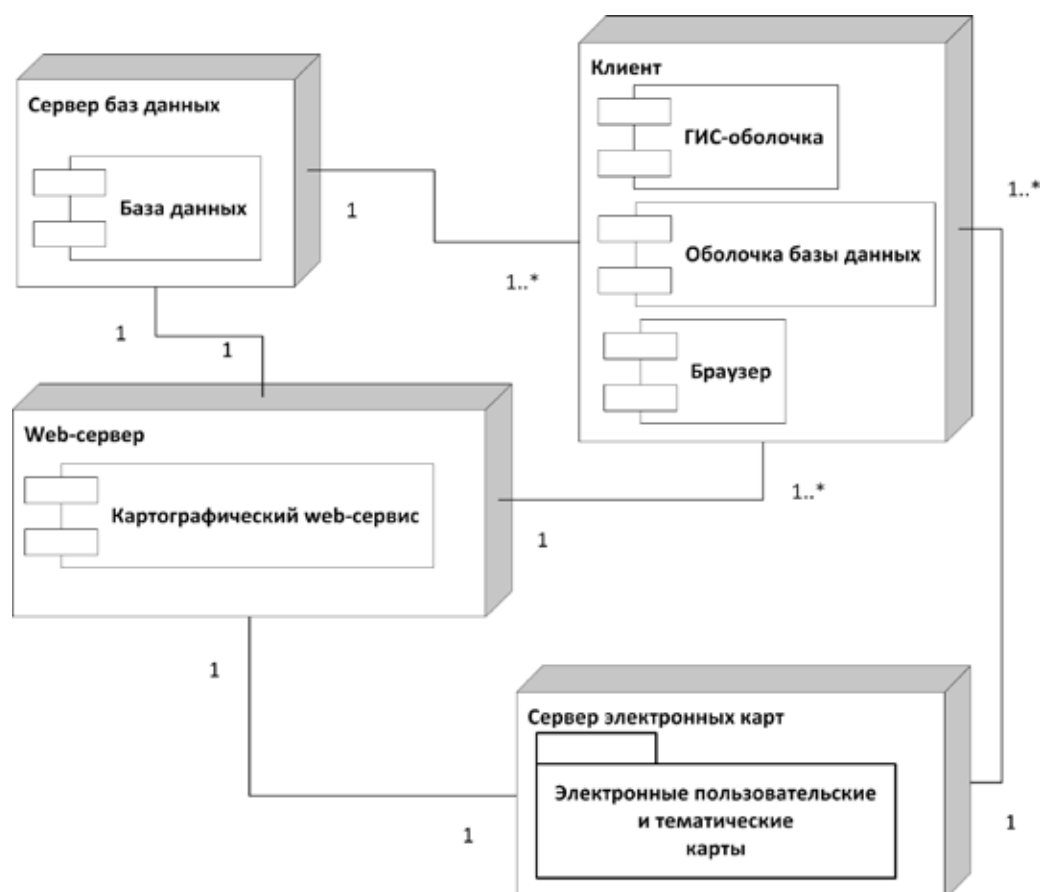 Сервер баз данных
База данных
Клиент
ГИС-оболочка
Оболочка базы данных
Браузер
1
1..*
1..*
1
1
Web-сервер
Картографический web-сервис
1..*
1
1
Сервер электронных карт
Электронные пользовательские
и тематические
карты
1
1